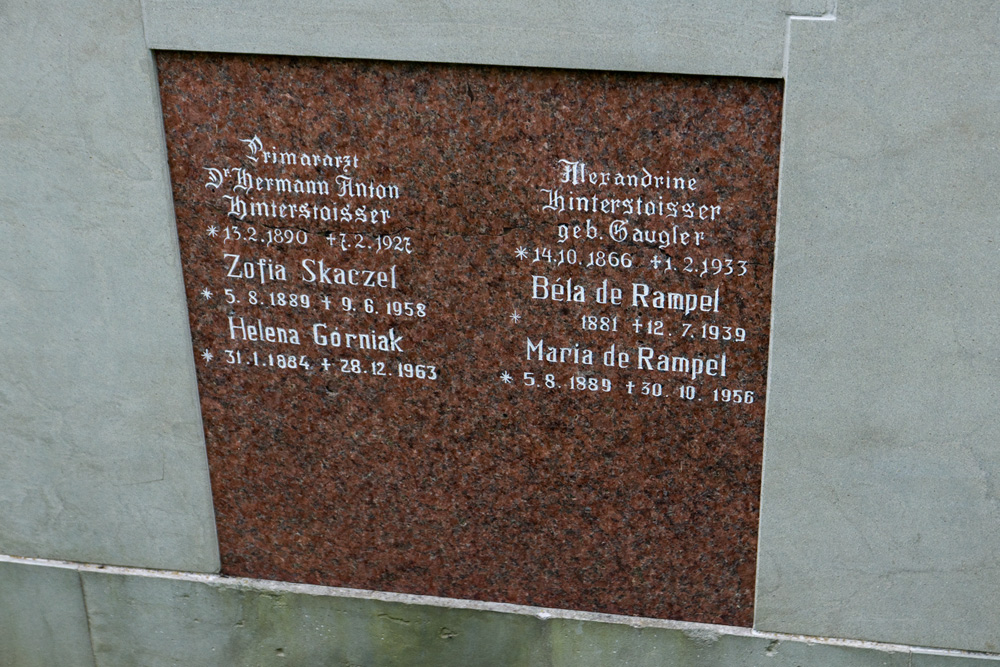 Primararzt
Dr. Hermann Anton
Hinterstoisser
*13.2.1890 +7.2.1927
Zofia Skaczel
* 5.8.1889 + 9.6.1958
Helena Górniak
* 31.1.1884 + 28.12.1963
Alexandrine
Hinterstoisser
geb. Gaugler
*14.10.1866 +1.2.1933
Béla de Rampel
* 1881 +12.7.1939
Maria de Rampel
* 5.8.1889 + 30.10.1956